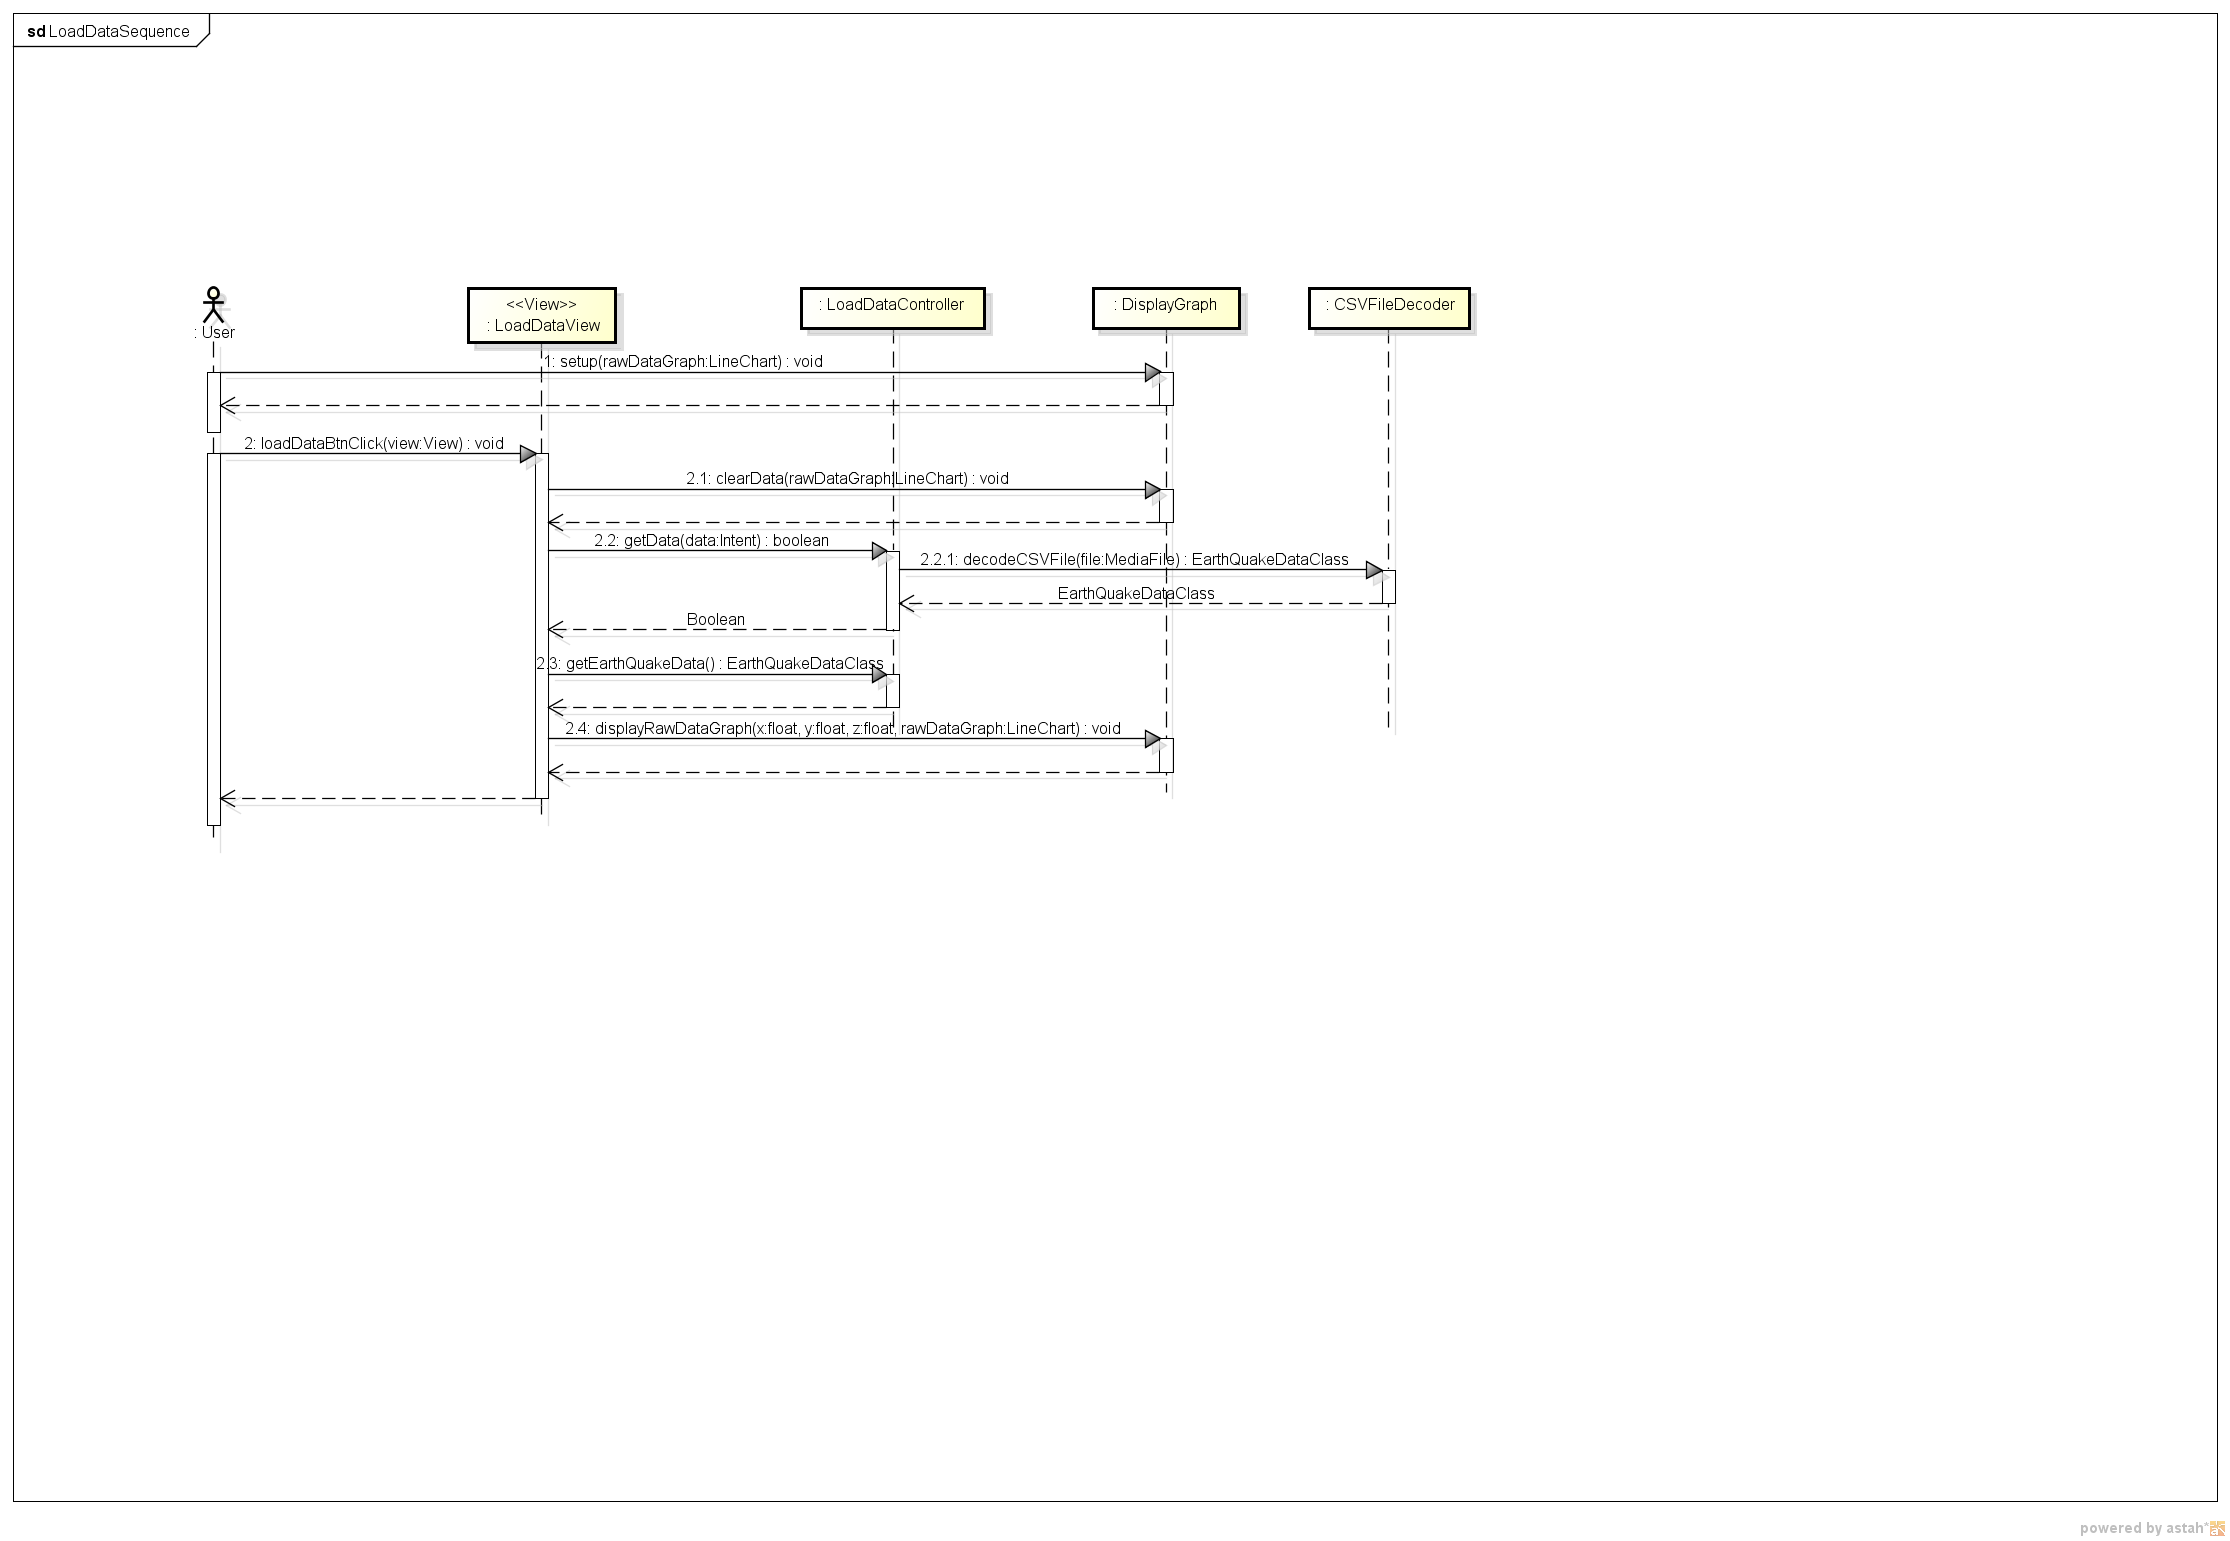 sd LoadDataSequence
: User
<<View>>
: LoadDataView
: LoadDataController
: DisplayGraph
: CSVFileDecoder
1: setup(rawDataGraph:LineChart) : void
2: loadDataBtnClick(view:View) : void
2.1: clearData(rawDataGraph:LineChart) : void
2.2: getData(data:Intent) : boolean
2.2.1: decodeCSVFile(file:MediaFile) : EarthQuakeDataClass
EarthQuakeDataClass
Boolean
2.3: getEarthQuakeData() : EarthQuakeDataClass
2.4: displayRawDataGraph(x:float, y:float, z:float, rawDataGraph:LineChart) : void
powered by astah*